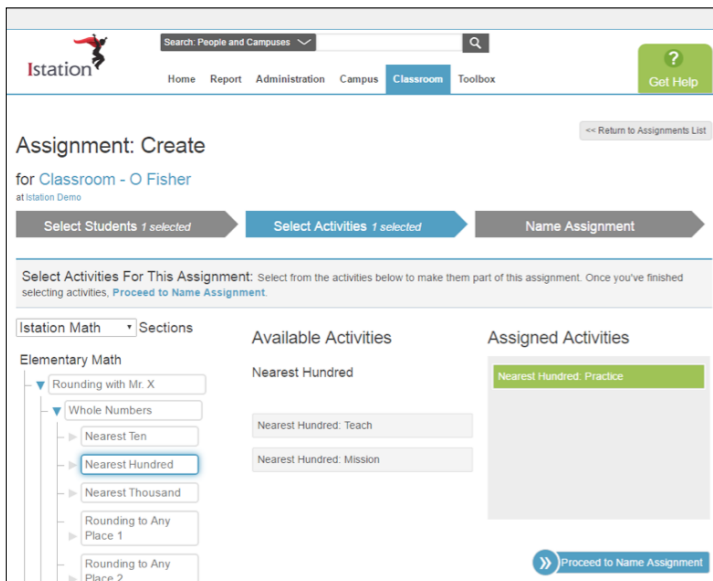 Istation
Search: People and Campuses
Home Report Administration Campus Classroom Toolbox
?
Get Help
<< Return to Assignments List
Assignment: Create
for Classroom - O Fisher
at Istation Demo
Select Students 1 selected
Select Activities 1 selected
Name Assignment
Select Activities For This Assignment: Select from the activities below to make them part of this assignment. Once you've finished
selecting activities, Proceed to Name Assignment.
Istation Math Sections
Elementary Math
Rounding with Mr. X
Whole Numbers
Nearest Ten
Nearest Hundred
Nearest Thousand
Rounding to Any
Place 1
Rounding to Any
Place 2
Available Activities
Nearest Hundred
Nearest Hundred: Teach
Nearest Hundred: Mission
Assigned Activities
Nearest Hundred: Practice
Proceed to Name Assignment